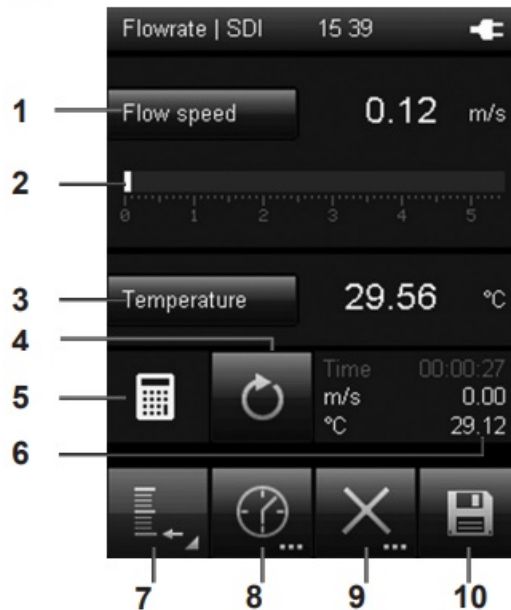 Flowrate | SDI 15 39
1 Flow speed 0.12 m/s
2
0 1 2 3 4 5
3 Temperature 29.56 °C
4
Time 00:00:27
5 m/s 0.00
6 °C 29.12
7 8 9 10